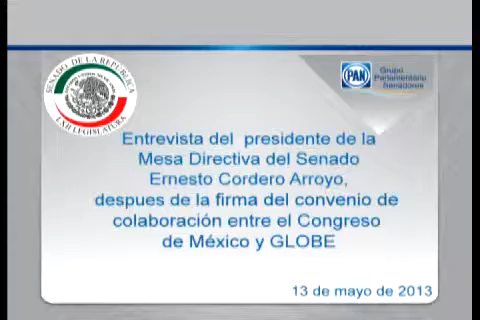 SENADO DE LA REPUBLICA
LXII LEGISLATURA
PAN
Grupo
Parlamentario
Senadores
Entrevista del presidente de la
Mesa Directiva del Senado
Ernesto Cordero Arroyo,
despues de la firma del convenio de
colaboración entre el Congreso
de México y GLOBE
13 de mayo de 2013